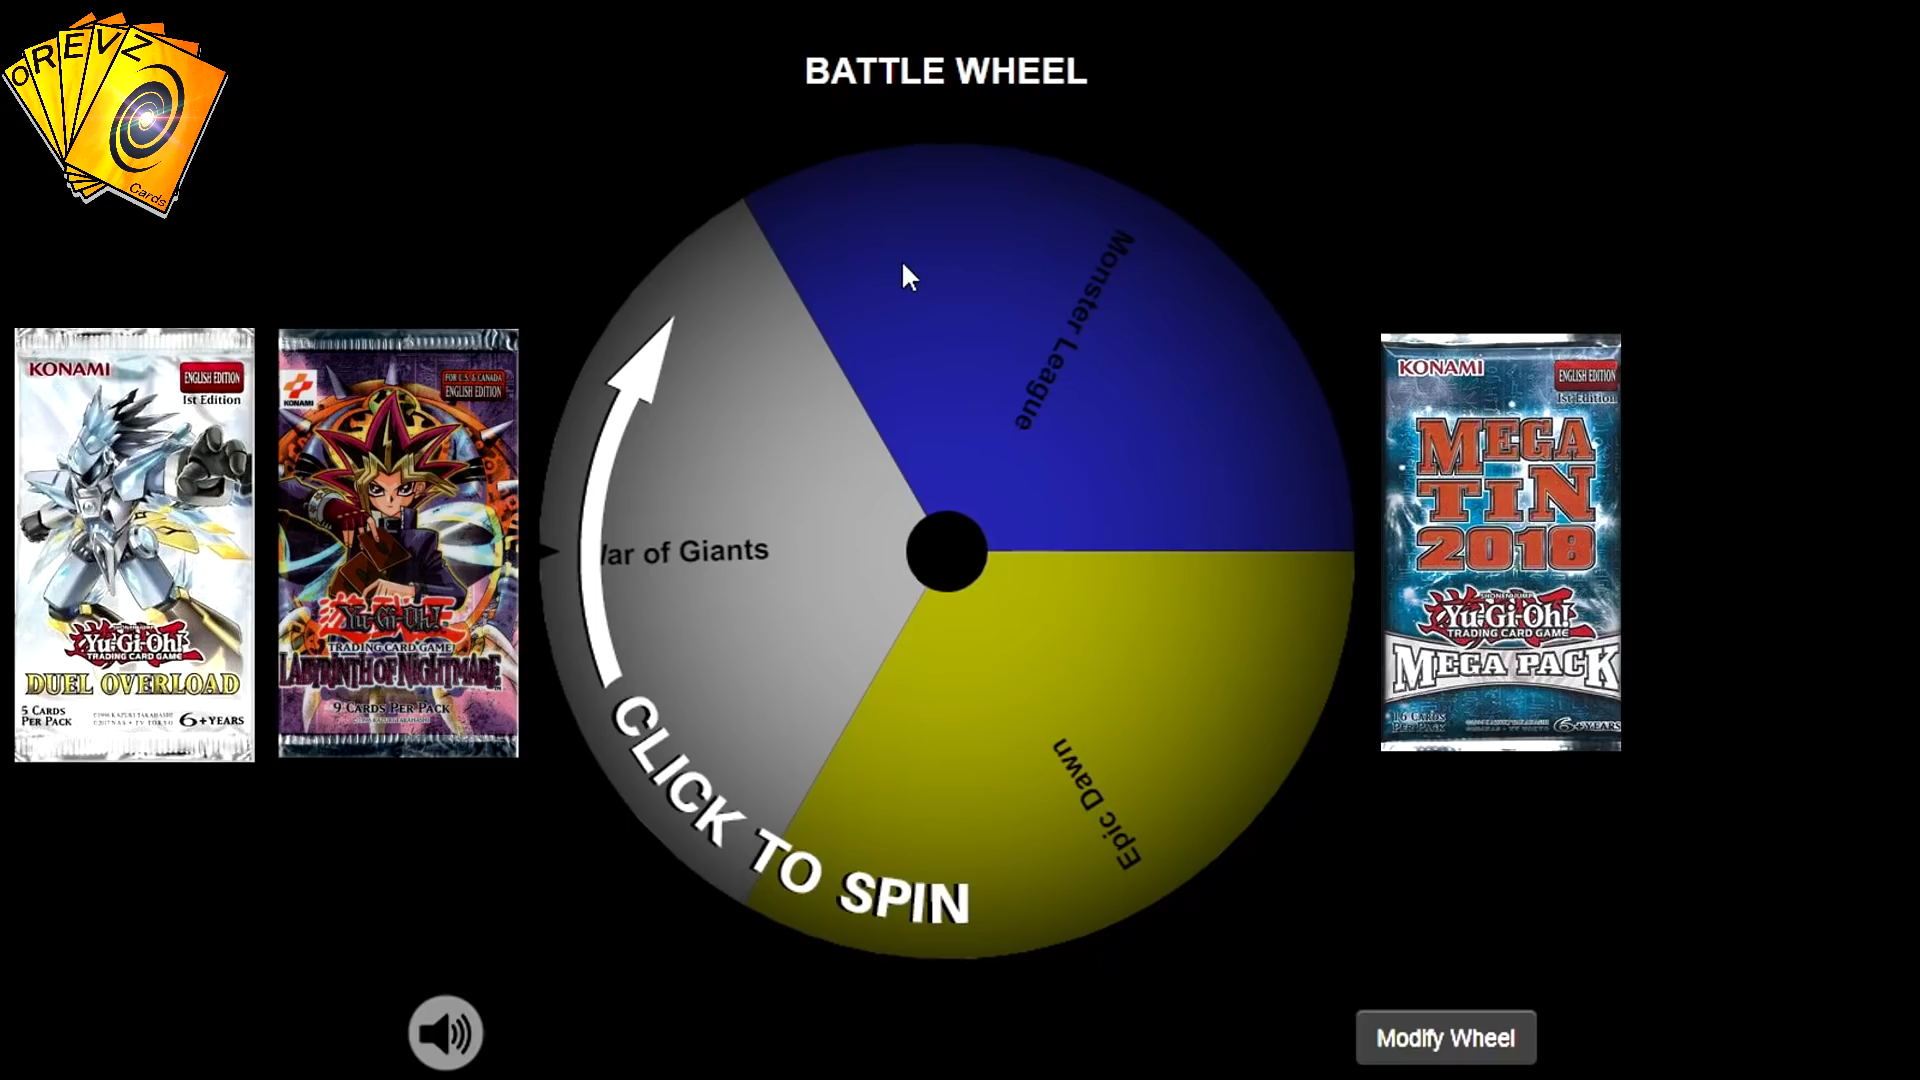 OREVZ
Cards
BATTLE WHEEL
Monster League
of Giants
Epic Dawn
CLICK TO SPIN
KONAMI
ENGLISH EDITION
1st Edition
Yu-Gi-Oh!
TRADING CARD GAME
DUEL OVERLOAD
5 CARDS
PER PACK
6+YEARS
KONAMI
FOR U.S. & CANADA
ENGLISH EDITION
Yu-Gi-Oh!
TRADING CARD GAME
LABYRINTH OF NIGHTMARE
9 CARDS PER PACK
KONAMI
ENGLISH EDITION
1st Edition
MEGA
TIN
2018
SHONEN JUMP
Yu-Gi-Oh!
TRADING CARD GAME
MEGA PACK
16 CARDS
PER PACK
6+YEARS
Modify Wheel